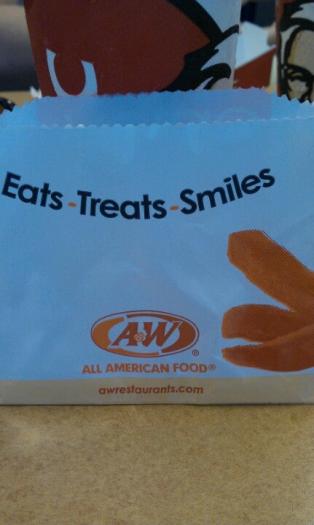 C
Eats-Treats-Smiles
A&W®
ALL AMERICAN FOOD®
awrestaurants.com